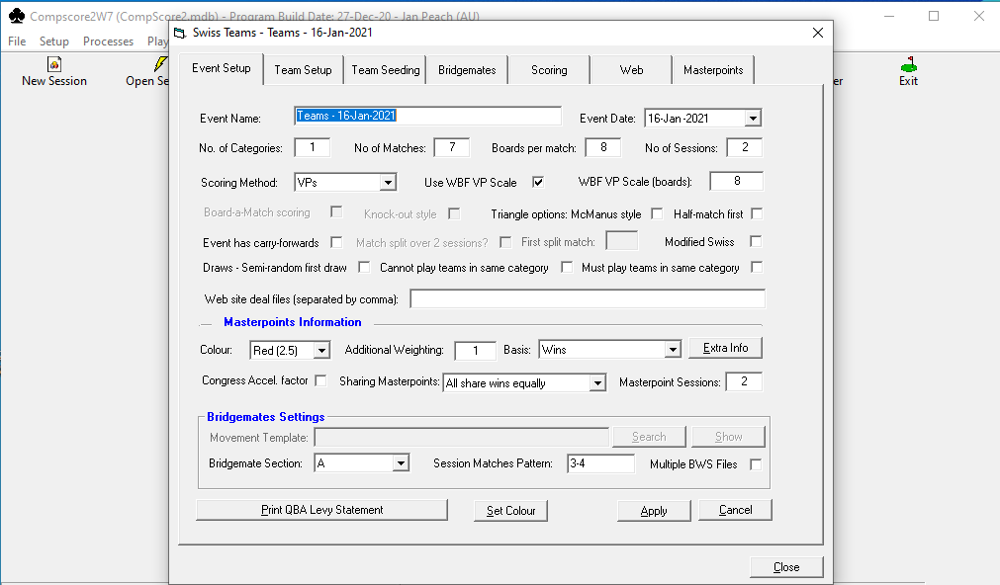 Compscore2W7 (CompScore2.mdb) - Program Build Date: 27-Dec-20 - Jan Peach (AU)
File Setup Processes Play
New Session Open Se er Exit
Swiss Teams - Teams - 16-Jan-2021
Event Setup Team Setup Team Seeding Bridgemates Scoring Web Masterpoints
Event Name: Teams - 16-Jan-2021 Event Date: 16-Jan-2021
No. of Categories: 1 No of Matches: 7 Boards per match: 8 No of Sessions: 2
Scoring Method: VPs Use WBF VP Scale WBF VP Scale (boards): 8
Board-a-Match scoring Knock-out style Triangle options: McManus style Half-match first
Event has carry-forwards Match split over 2 sessions? First split match: Modified Swiss
Draws - Semi-random first draw Cannot play teams in same category Must play teams in same category
Web site deal files (separated by comma):
Masterpoints Information
Colour: Red (2.5) Additional Weighting: 1 Basis: Wins Extra Info
Congress Accel. factor Sharing Masterpoints: All share wins equally Masterpoint Sessions: 2
Bridgemates Settings
Movement Template: Search Show
Bridgemate Section: A Session Matches Pattern: 3-4 Multiple BWS Files
Print QBA Levy Statement Set Colour Apply Cancel
Close